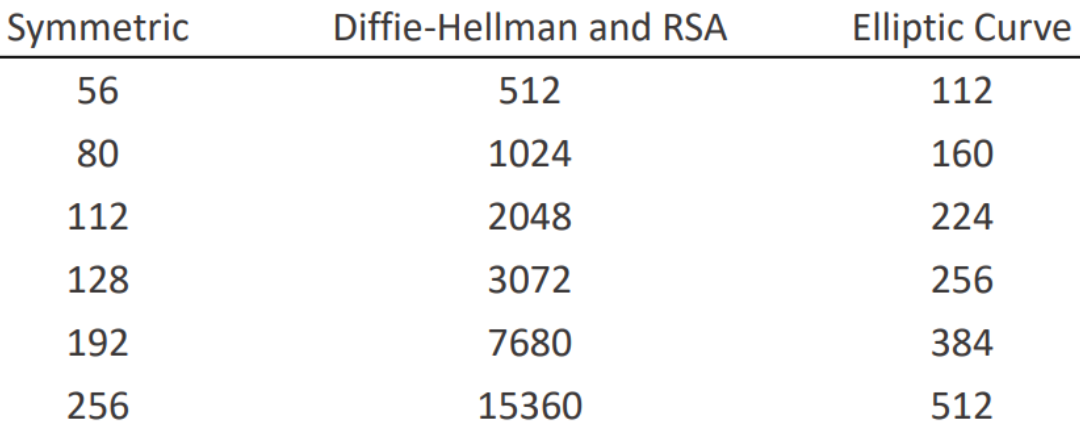 Symmetric Diffie-Hellman and RSA Elliptic Curve
56 512 112
80 1024 160
112 2048 224
128 3072 256
192 7680 384
256 15360 512